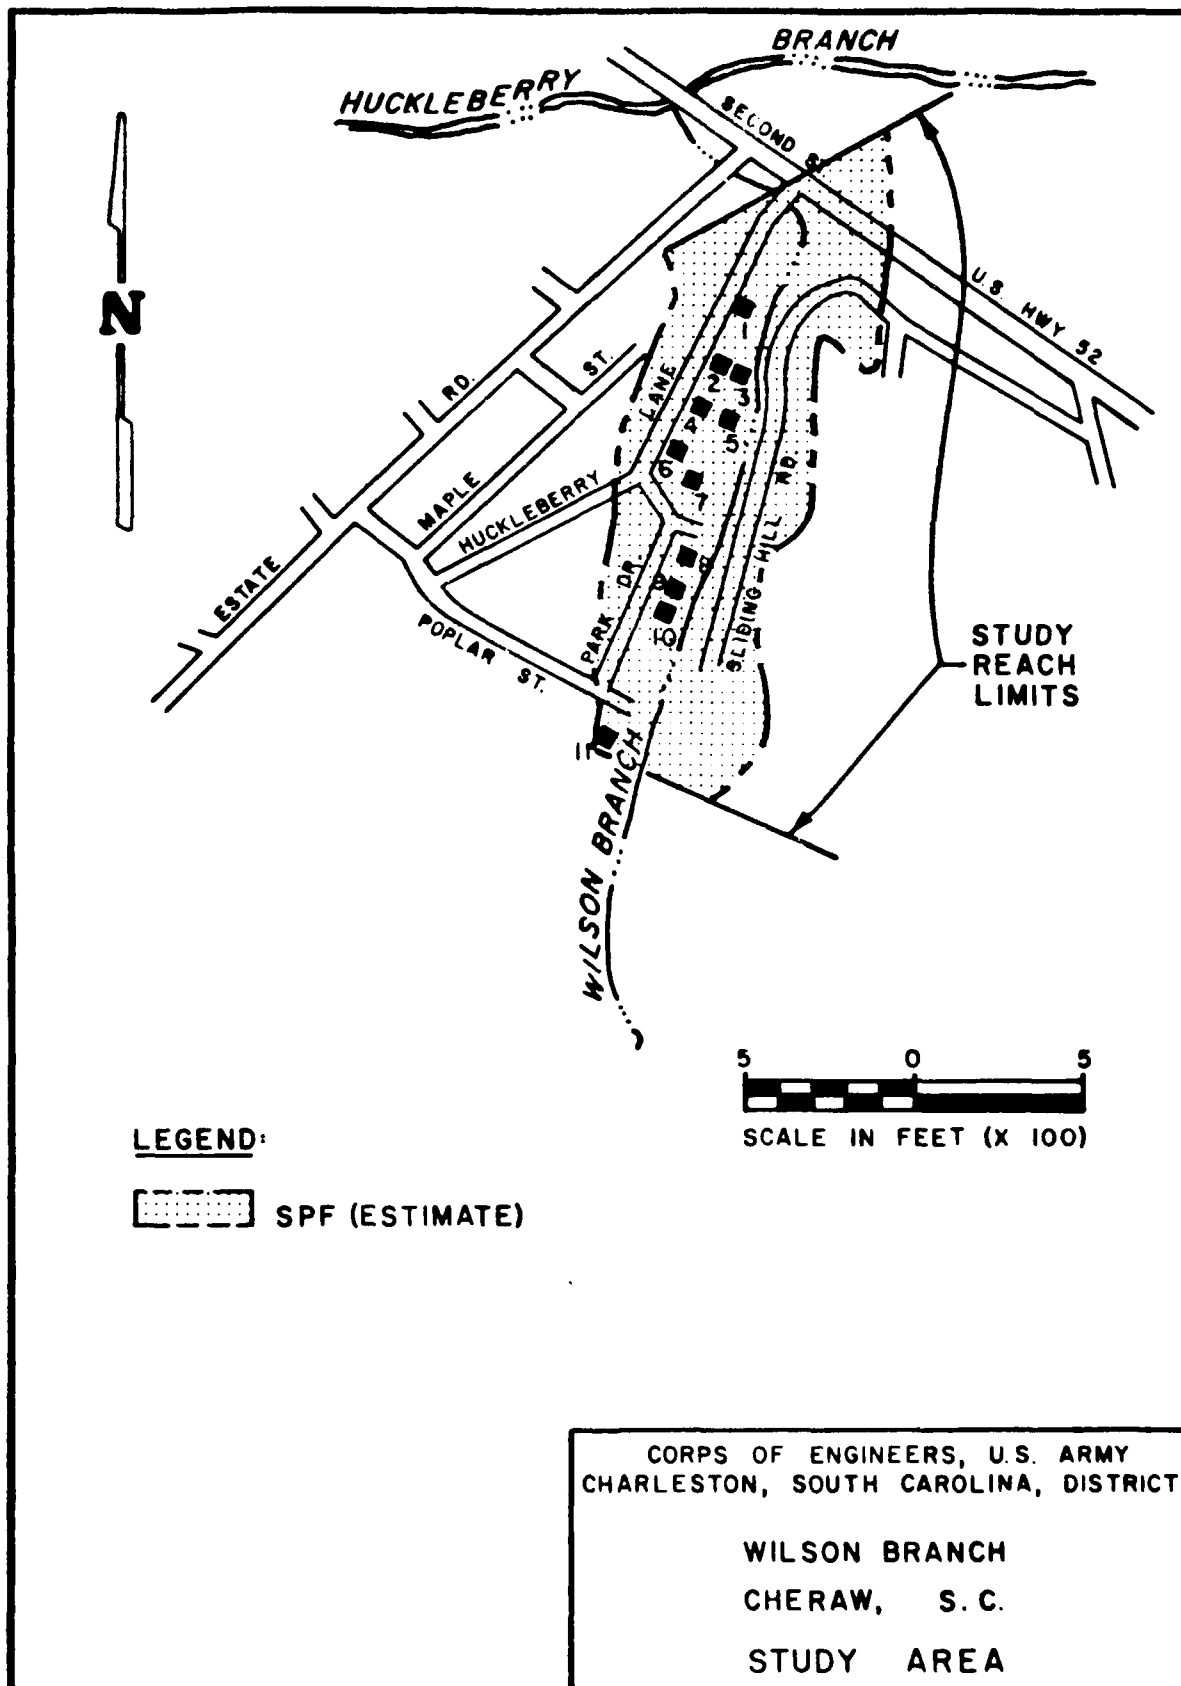 BRANCH
HUCKLEBERRY
SECOND S
N
U.S. HWY 52
1
ST.
LANE
2
3
RD.
4
5
6
MAPLE
HUCKLEBERRY
7
RD.
HILL
ESTATE
8
DR.
9
SLIDING
POPLAR ST.
PARK
10
STUDY
REACH
LIMITS
11
WILSON BRANCH
5 0 5
SCALE IN FEET (X 100)
LEGEND:
SPF (ESTIMATE)
CORPS OF ENGINEERS, U.S. ARMY
CHARLESTON, SOUTH CAROLINA, DISTRICT
WILSON BRANCH
CHERAW, S.C.
STUDY AREA